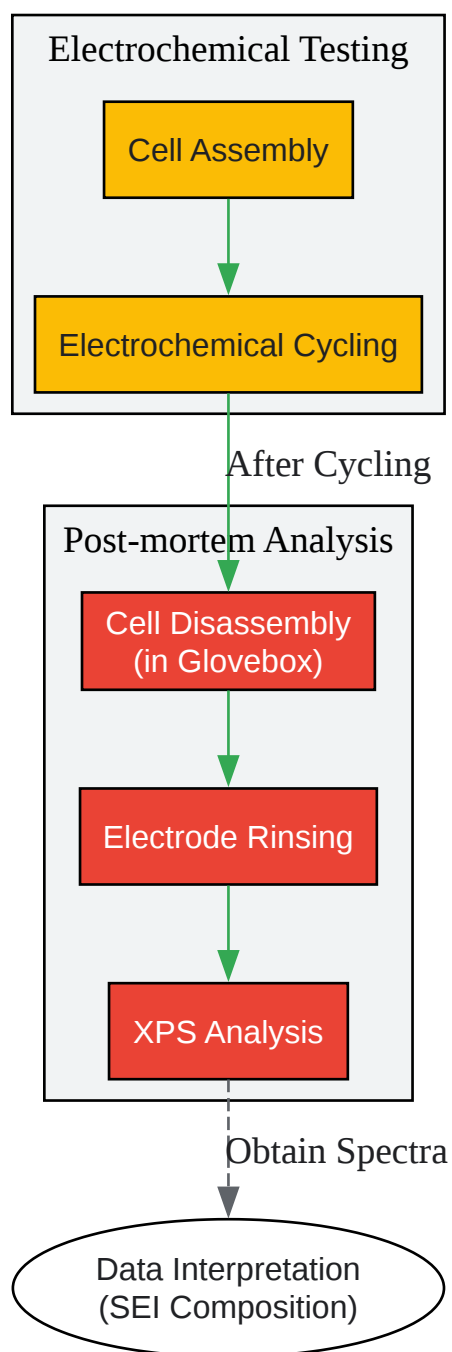 Electrochemical Testing
Cell Assembly
Electrochemical Cycling
After Cycling
Post-mortem Analysis
Cell Disassembly
(in Glovebox)
Electrode Rinsing
XPS Analysis
Obtain Spectra
Data Interpretation
(SEI Composition)